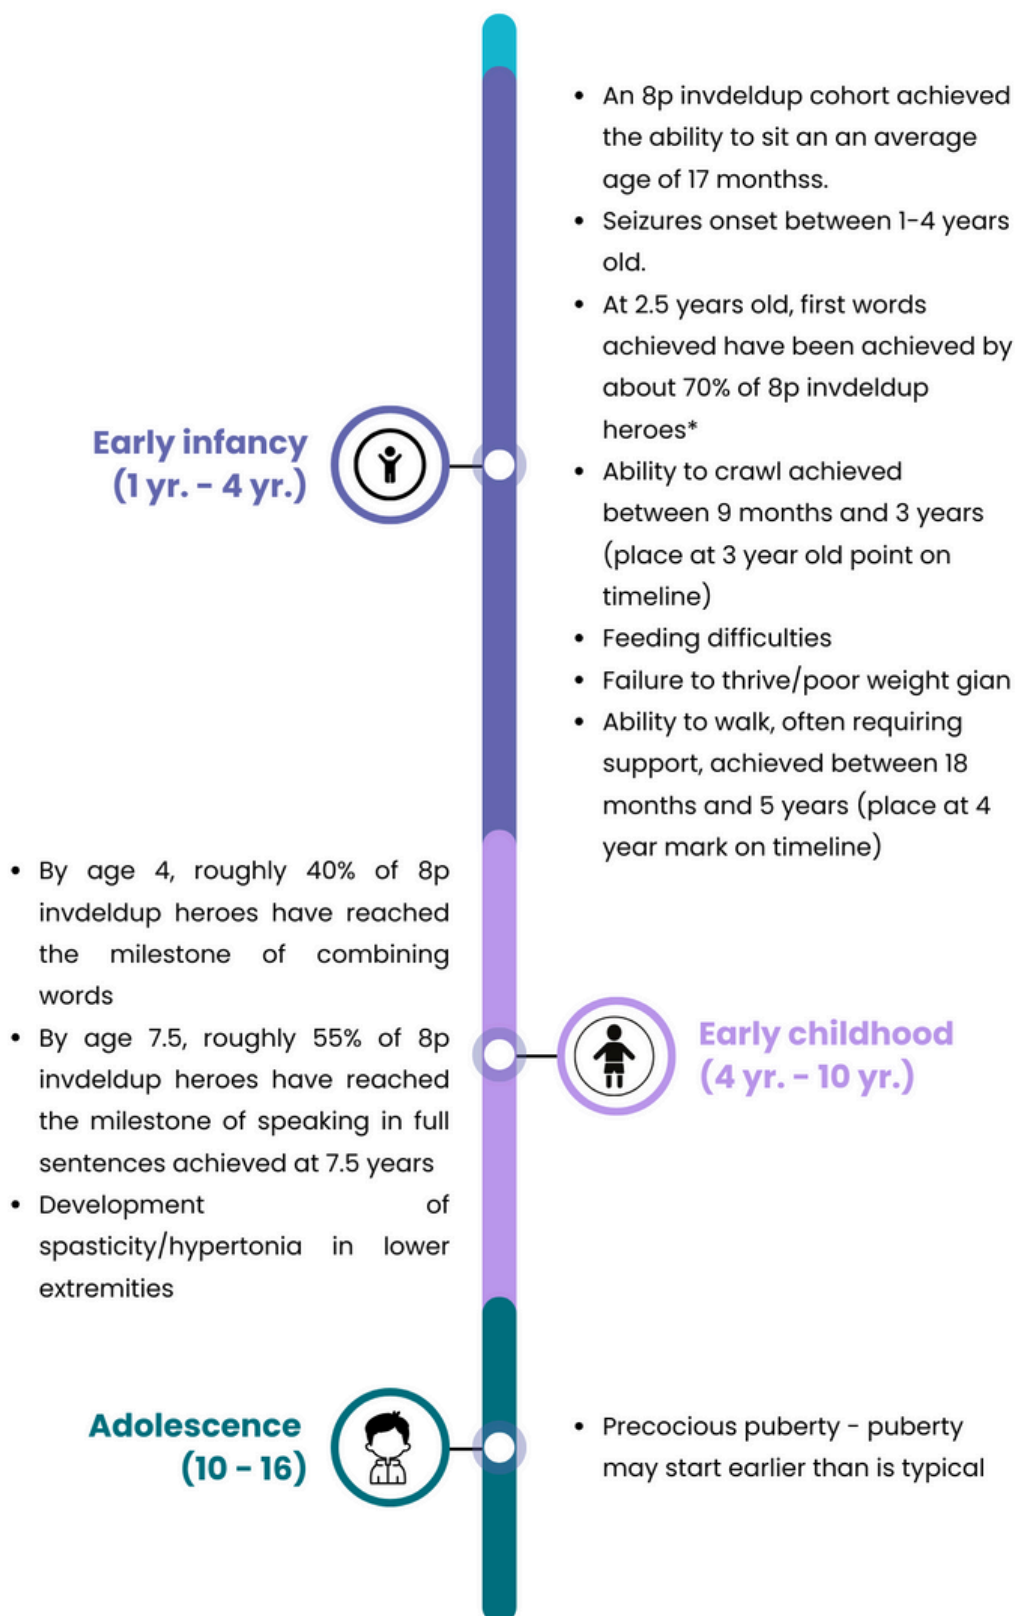 • An 8p invdeldup cohort achieved
the ability to sit an an average
age of 17 monthss.
• Seizures onset between 1-4 years
old.
• At 2.5 years old, first words
achieved have been achieved by
about 70% of 8p invdeldup
heroes*
• Ability to crawl achieved
between 9 months and 3 years
(place at 3 year old point on
timeline)
• Feeding difficulties
• Failure to thrive/poor weight gian
• Ability to walk, often requiring
support, achieved between 18
months and 5 years (place at 4
year mark on timeline)
Early infancy
(1 yr. - 4 yr.)
• By age 4, roughly 40% of 8p
invdeldup heroes have reached
the milestone of combining
words
• By age 7.5, roughly 55% of 8p
invdeldup heroes have reached
the milestone of speaking in full
sentences achieved at 7.5 years
• Development of
spasticity/hypertonia in lower
extremities
Early childhood
(4 yr. - 10 yr.)
Adolescence
(10 - 16)
• Precocious puberty - puberty
may start earlier than is typical